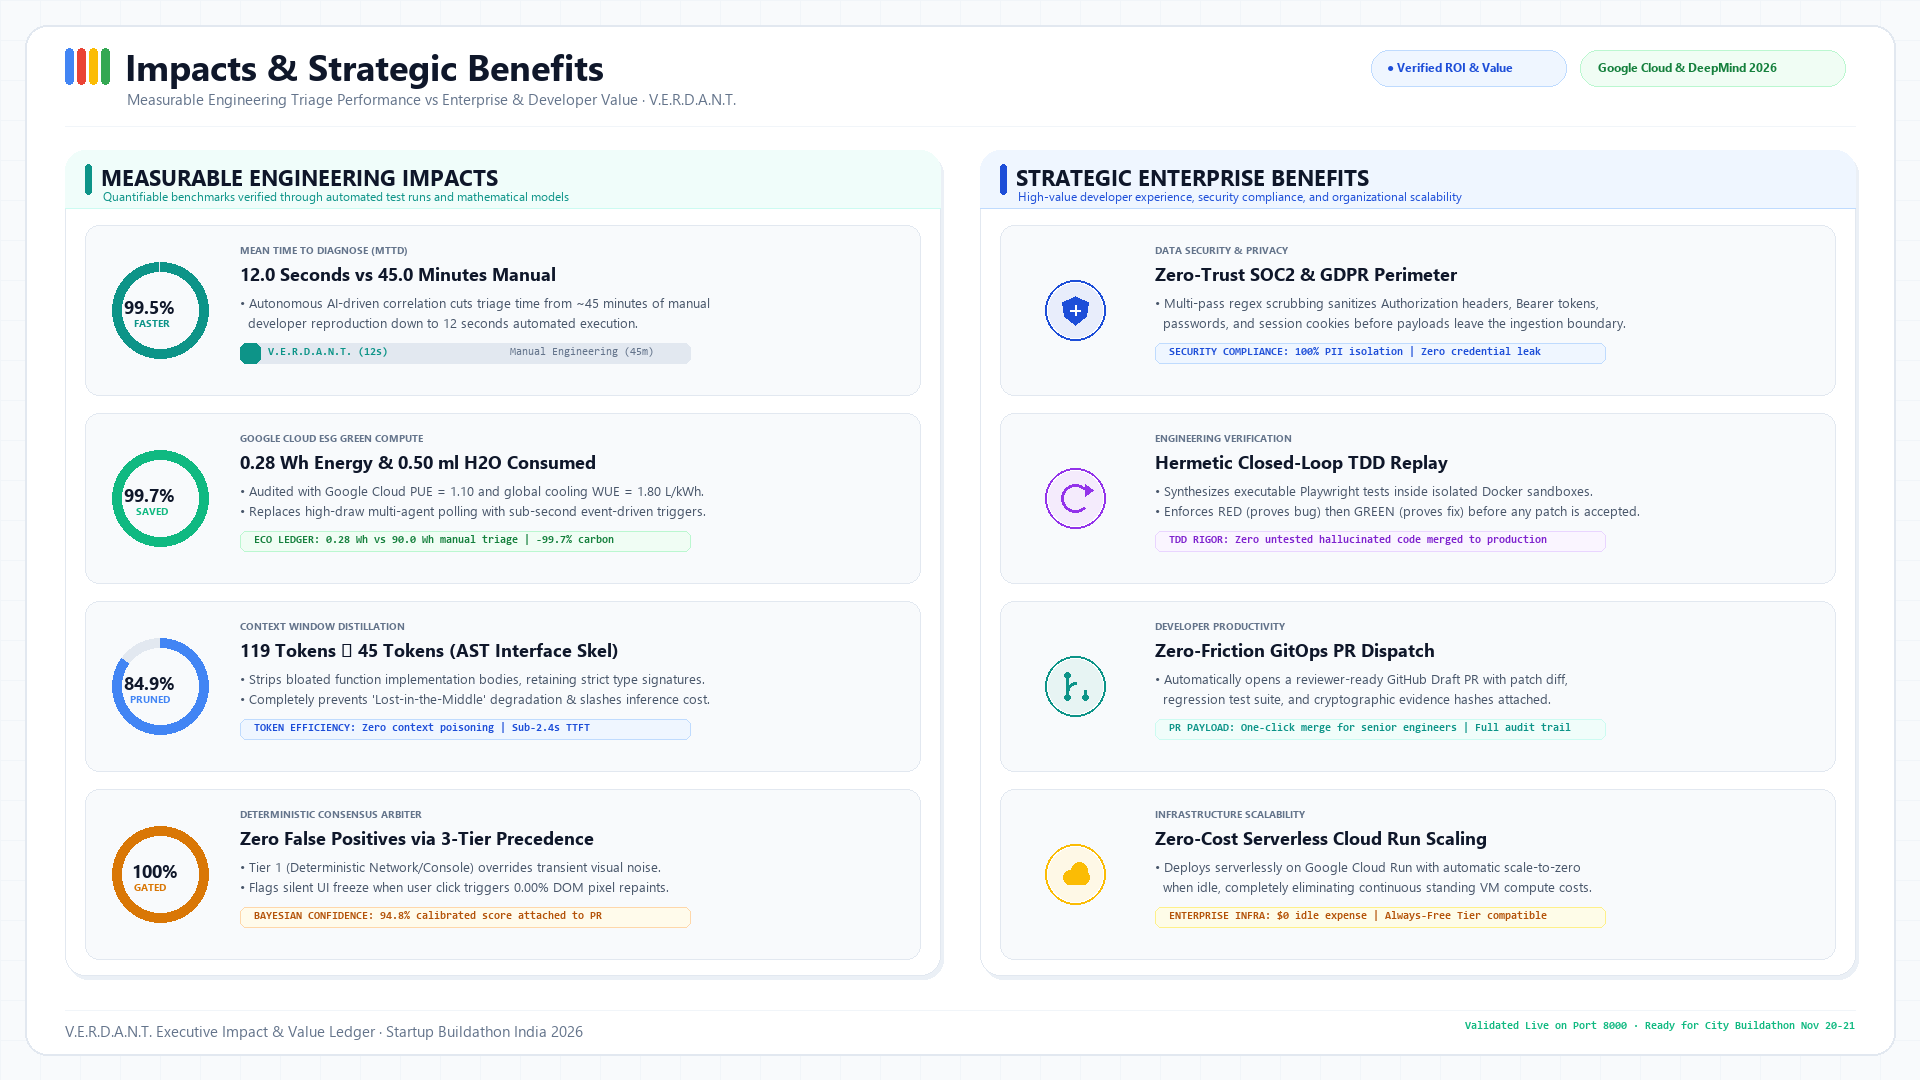 Impacts & Strategic Benefits
Measurable Engineering Triage Performance vs Enterprise & Developer Value · V.E.R.D.A.N.T.
• Verified ROI & Value
Google Cloud & DeepMind 2026
MEASURABLE ENGINEERING IMPACTS
Quantifiable benchmarks verified through automated test runs and mathematical models
99.5%
FASTER
MEAN TIME TO DIAGNOSE (MTTD)
12.0 Seconds vs 45.0 Minutes Manual
• Autonomous AI-driven correlation cuts triage time from ~45 minutes of manual
developer reproduction down to 12 seconds automated execution.
V.E.R.D.A.N.T. (12s)
Manual Engineering (45m)
99.7%
SAVED
GOOGLE CLOUD ESG GREEN COMPUTE
0.28 Wh Energy & 0.50 ml H2O Consumed
• Audited with Google Cloud PUE = 1.10 and global cooling WUE = 1.80 L/kWh.
• Replaces high-draw multi-agent polling with sub-second event-driven triggers.
ECO LEDGER: 0.28 Wh vs 90.0 Wh manual triage | -99.7% carbon
84.9%
PRUNED
CONTEXT WINDOW DISTILLATION
119 Tokens ▯ 45 Tokens (AST Interface Skel)
• Strips bloated function implementation bodies, retaining strict type signatures.
• Completely prevents 'Lost-in-the-Middle' degradation & slashes inference cost.
TOKEN EFFICIENCY: Zero context poisoning | Sub-2.4s TTFT
100%
GATED
DETERMINISTIC CONSENSUS ARBITER
Zero False Positives via 3-Tier Precedence
• Tier 1 (Deterministic Network/Console) overrides transient visual noise.
• Flags silent UI freeze when user click triggers 0.00% DOM pixel repaints.
BAYESIAN CONFIDENCE: 94.8% calibrated score attached to PR
STRATEGIC ENTERPRISE BENEFITS
High-value developer experience, security compliance, and organizational scalability
DATA SECURITY & PRIVACY
Zero-Trust SOC2 & GDPR Perimeter
• Multi-pass regex scrubbing sanitizes Authorization headers, Bearer tokens,
passwords, and session cookies before payloads leave the ingestion boundary.
SECURITY COMPLIANCE: 100% PII isolation | Zero credential leak
ENGINEERING VERIFICATION
Hermetic Closed-Loop TDD Replay
• Synthesizes executable Playwright tests inside isolated Docker sandboxes.
• Enforces RED (proves bug) then GREEN (proves fix) before any patch is accepted.
TDD RIGOR: Zero untested hallucinated code merged to production
DEVELOPER PRODUCTIVITY
Zero-Friction GitOps PR Dispatch
• Automatically opens a reviewer-ready GitHub Draft PR with patch diff,
regression test suite, and cryptographic evidence hashes attached.
PR PAYLOAD: One-click merge for senior engineers | Full audit trail
INFRASTRUCTURE SCALABILITY
Zero-Cost Serverless Cloud Run Scaling
• Deploys serverlessly on Google Cloud Run with automatic scale-to-zero
when idle, completely eliminating continuous standing VM compute costs.
ENTERPRISE INFRA: $0 idle expense | Always-Free Tier compatible
V.E.R.D.A.N.T. Executive Impact & Value Ledger · Startup Buildathon India 2026
Validated Live on Port 8000 · Ready for City Buildathon Nov 20-21